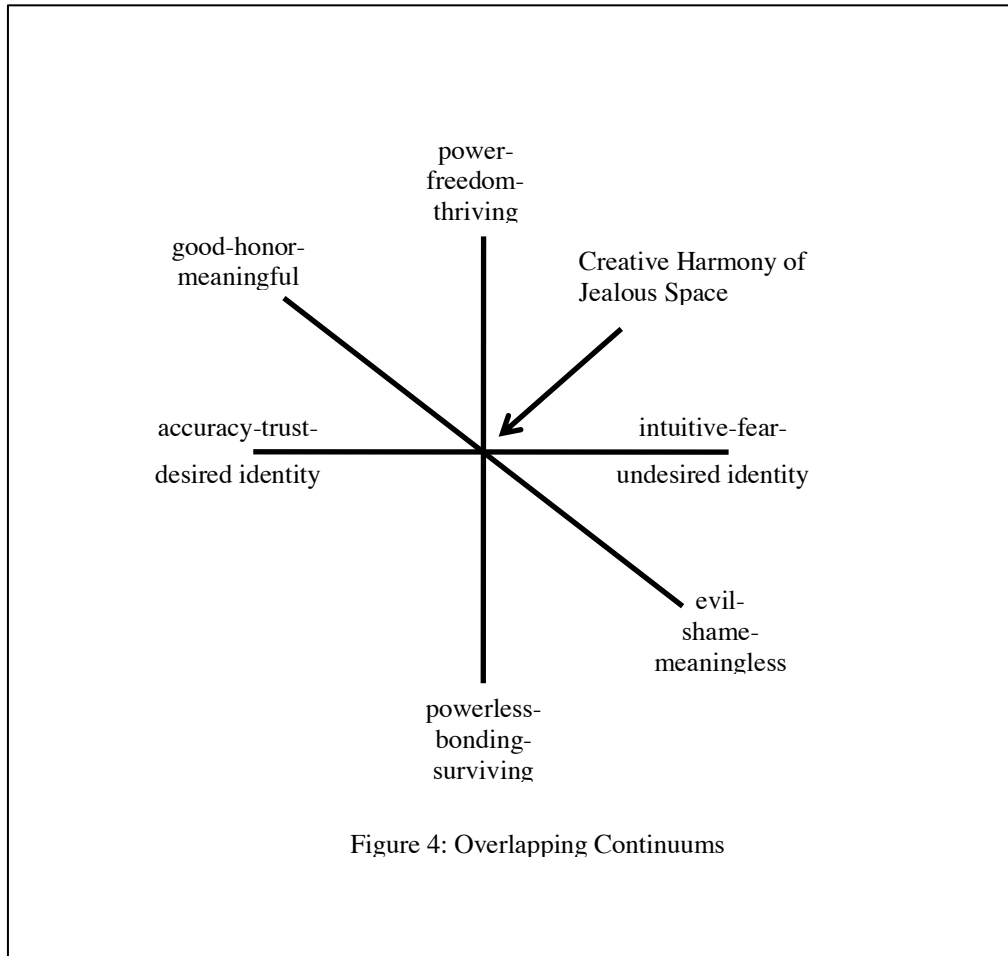 power-
freedom-
thriving
good-honor-
meaningful
Creative Harmony of
Jealous Space
accuracy-trust-
desired identity
intuitive-fear-
undesired identity
evil-
shame-
meaningless
powerless-
bonding-
surviving
Figure 4: Overlapping Continuums